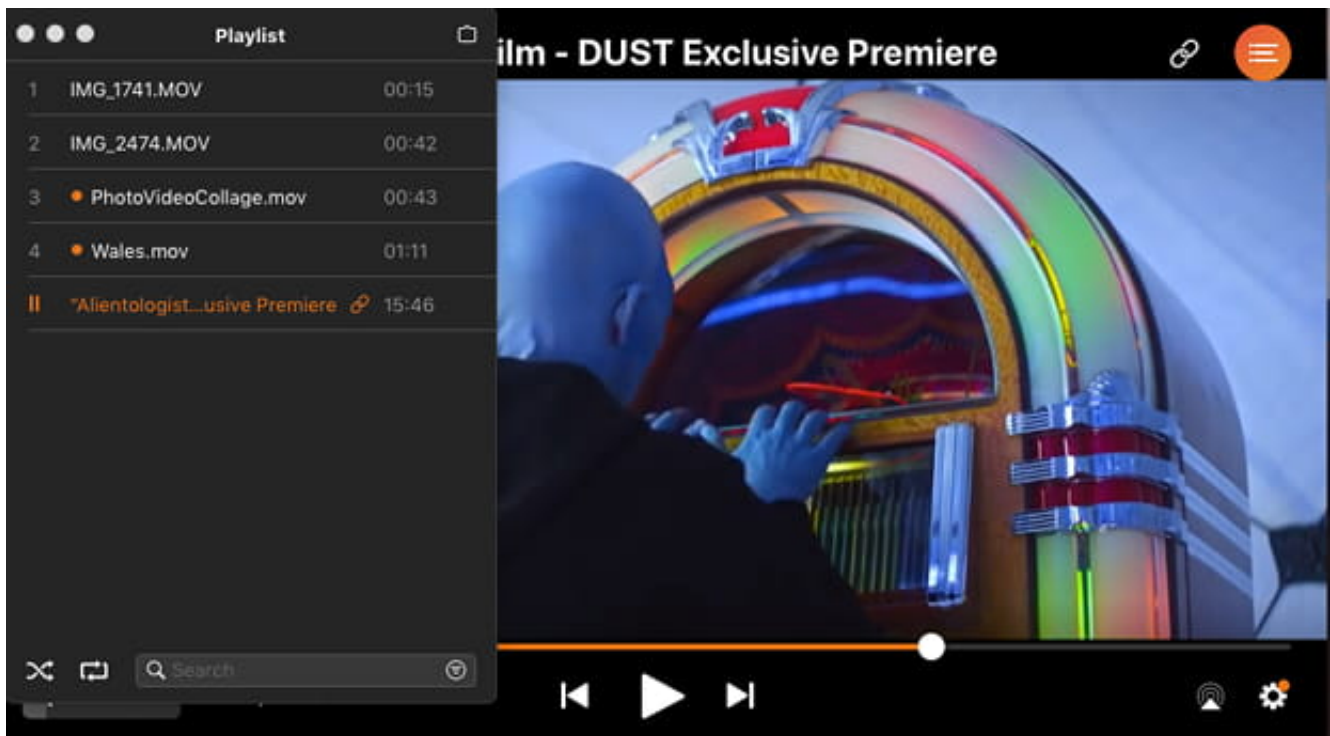 Playlist
ilm - DUST Exclusive Premiere
1 IMG_1741.MOV 00:15
2 IMG_2474.MOV 00:42
3 PhotoVideoCollage.mov 00:43
4 Wales.mov 01:11
"Alientologist...usive Premiere 15:46
Search